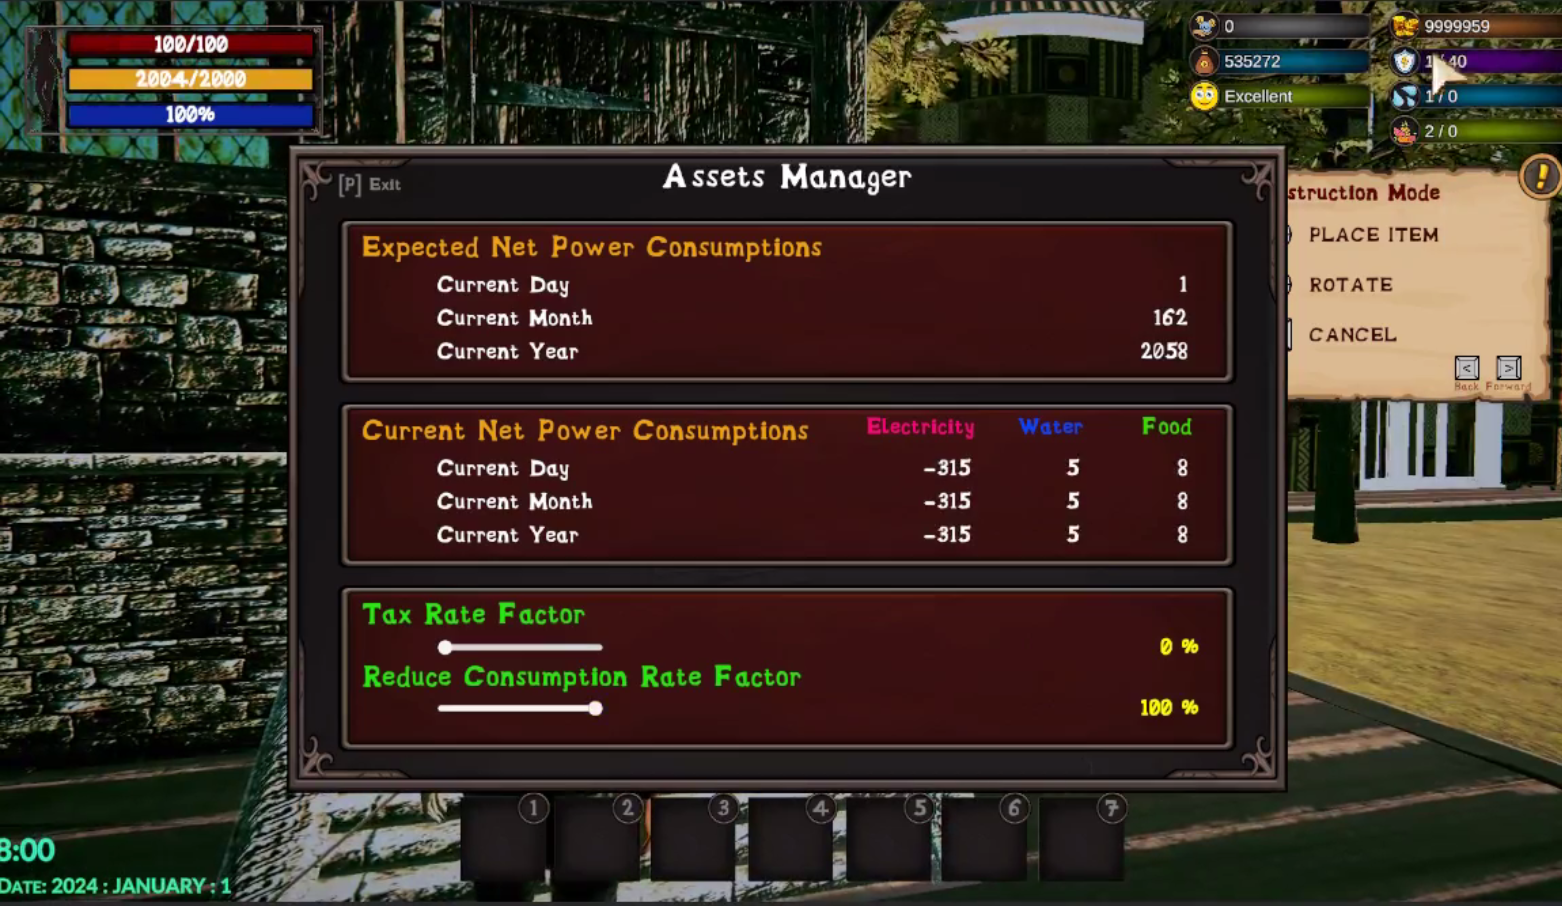 100/100
2004/2000
100%
0
9999959
535272
Excellent
1 / 0
2 / 0
[P] Exit
Assets Manager
Expected Net Power Consumptions
Current Day 1
Current Month 162
Current Year 2058
Current Net Power Consumptions Electricity Water Food
Current Day -315 5 8
Current Month -315 5 8
Current Year -315 5 8
Tax Rate Factor
0 %
Reduce Consumption Rate Factor
100 %
struction Mode
PLACE ITEM
ROTATE
CANCEL
< >
Back Forward
1 2 3 4 5 6 7
8:00
DATE: 2024 : JANUARY : 1